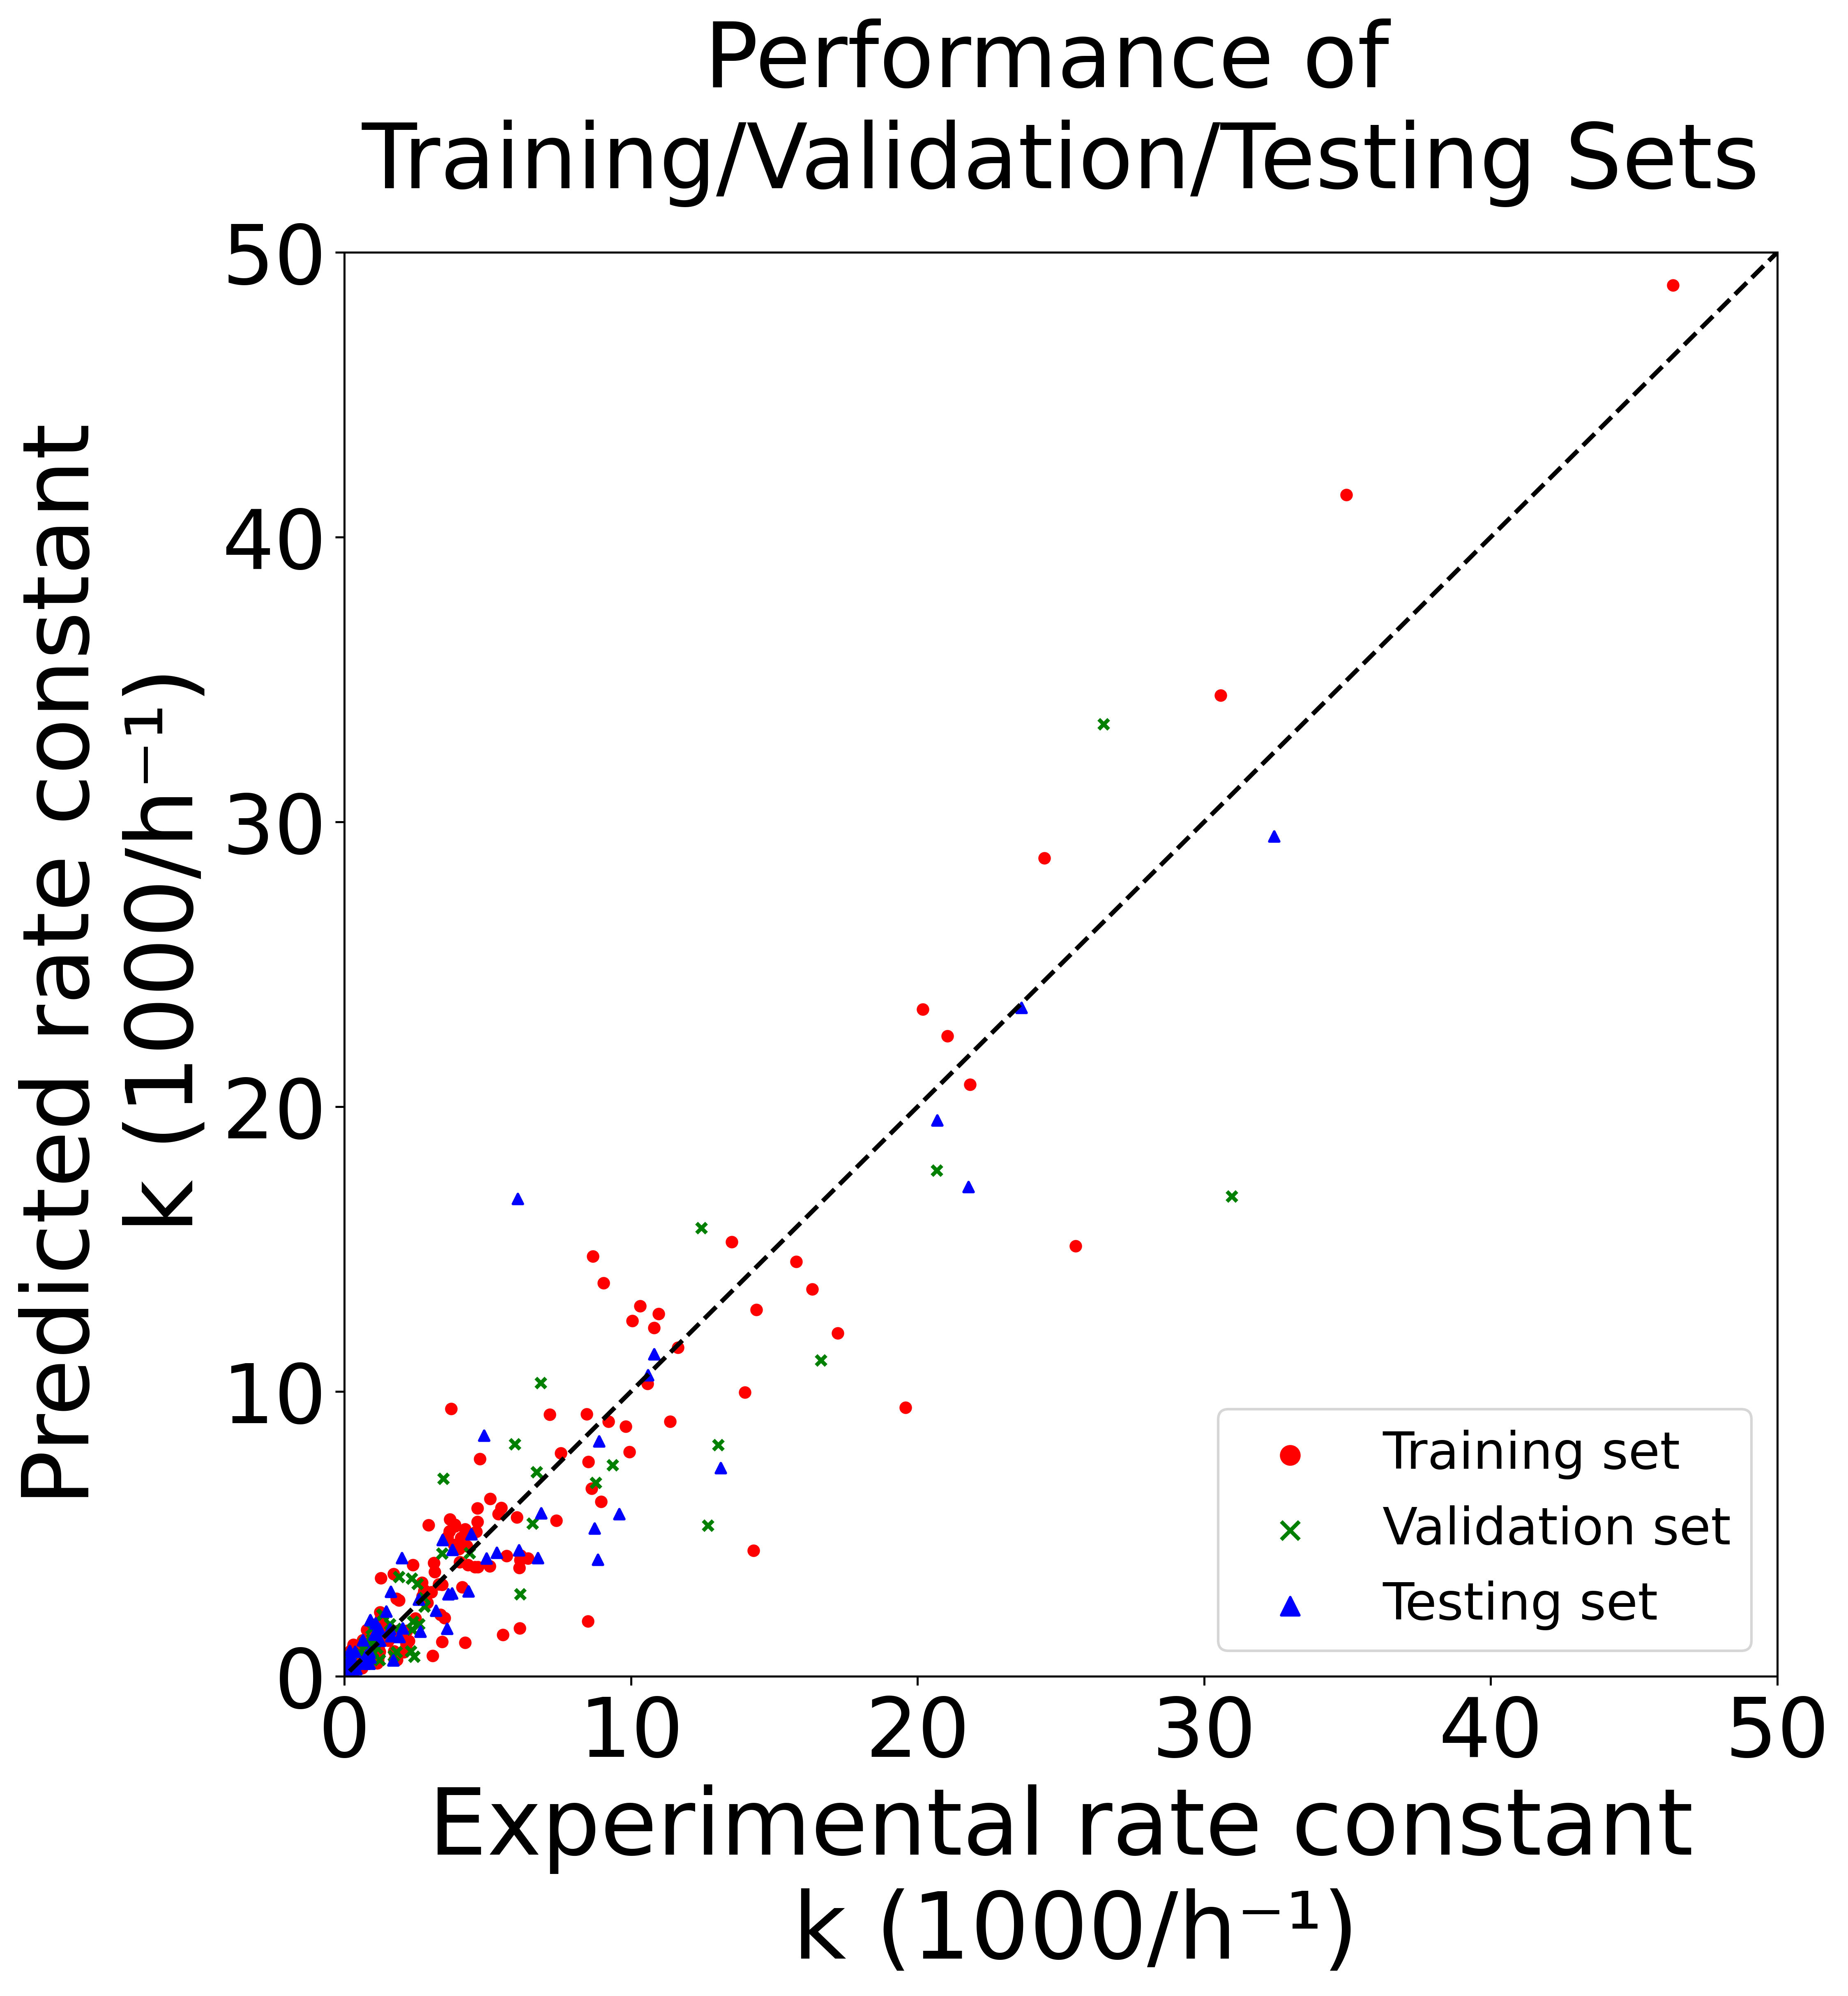 Performance of
Training/Validation/Testing Sets
Predicted rate constant
k (1000/h⁻¹)
50
40
30
20
10
0
0 10 20 30 40 50
Experimental rate constant
k (1000/h⁻¹)
Training set
Validation set
Testing set